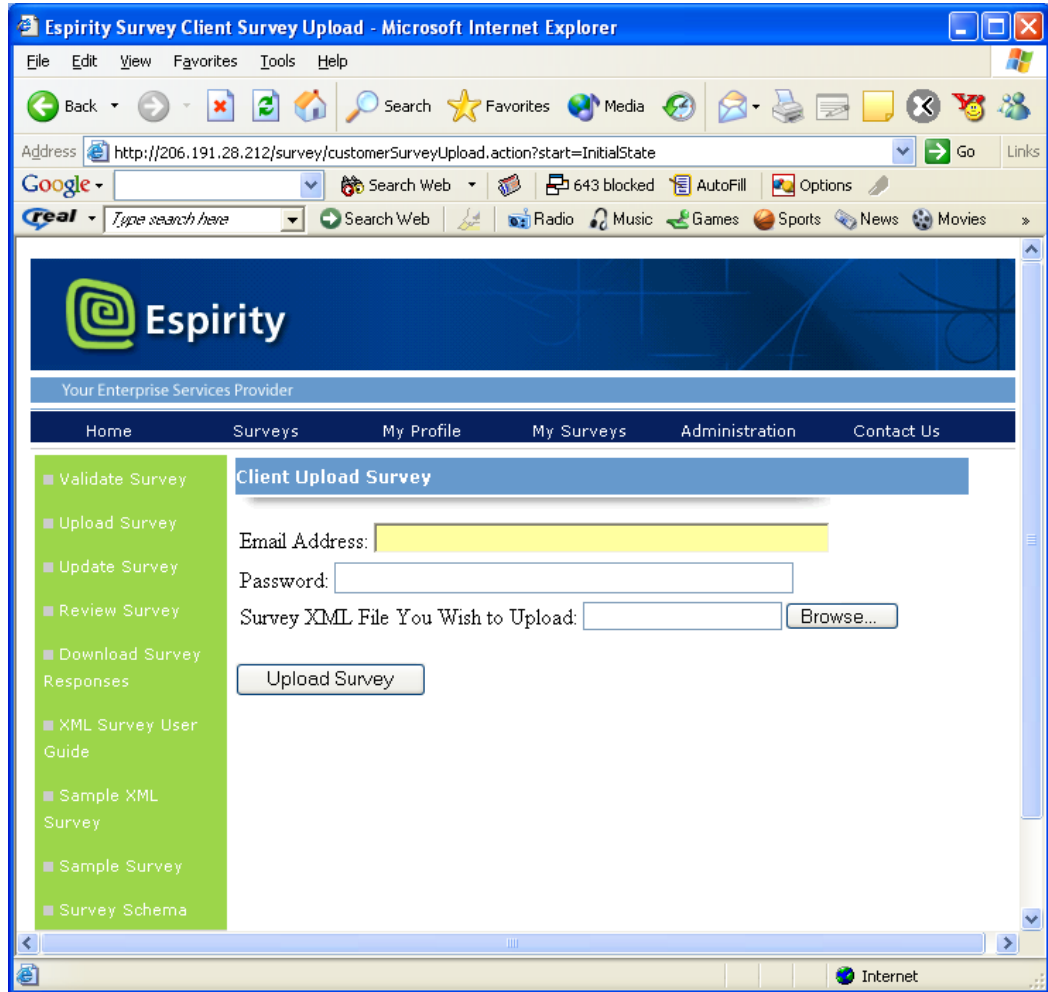 Espirity Survey Client Survey Upload - Microsoft Internet Explorer
File Edit View Favorites Tools Help
Back Search Favorites Media
Address http://206.191.28.212/survey/customerSurveyUpload.action?start=InitialState Go Links
Google Search Web 643 blocked AutoFill Options
real Type search here Search Web Radio Music Games Sports News Movies »
Espirity
Your Enterprise Services Provider
Home Surveys My Profile My Surveys Administration Contact Us
Validate Survey
Upload Survey
Update Survey
Review Survey
Download Survey
Responses
XML Survey User
Guide
Sample XML
Survey
Sample Survey
Survey Schema
Client Upload Survey
Email Address:
Password:
Survey XML File You Wish to Upload: Browse...
Upload Survey
Internet